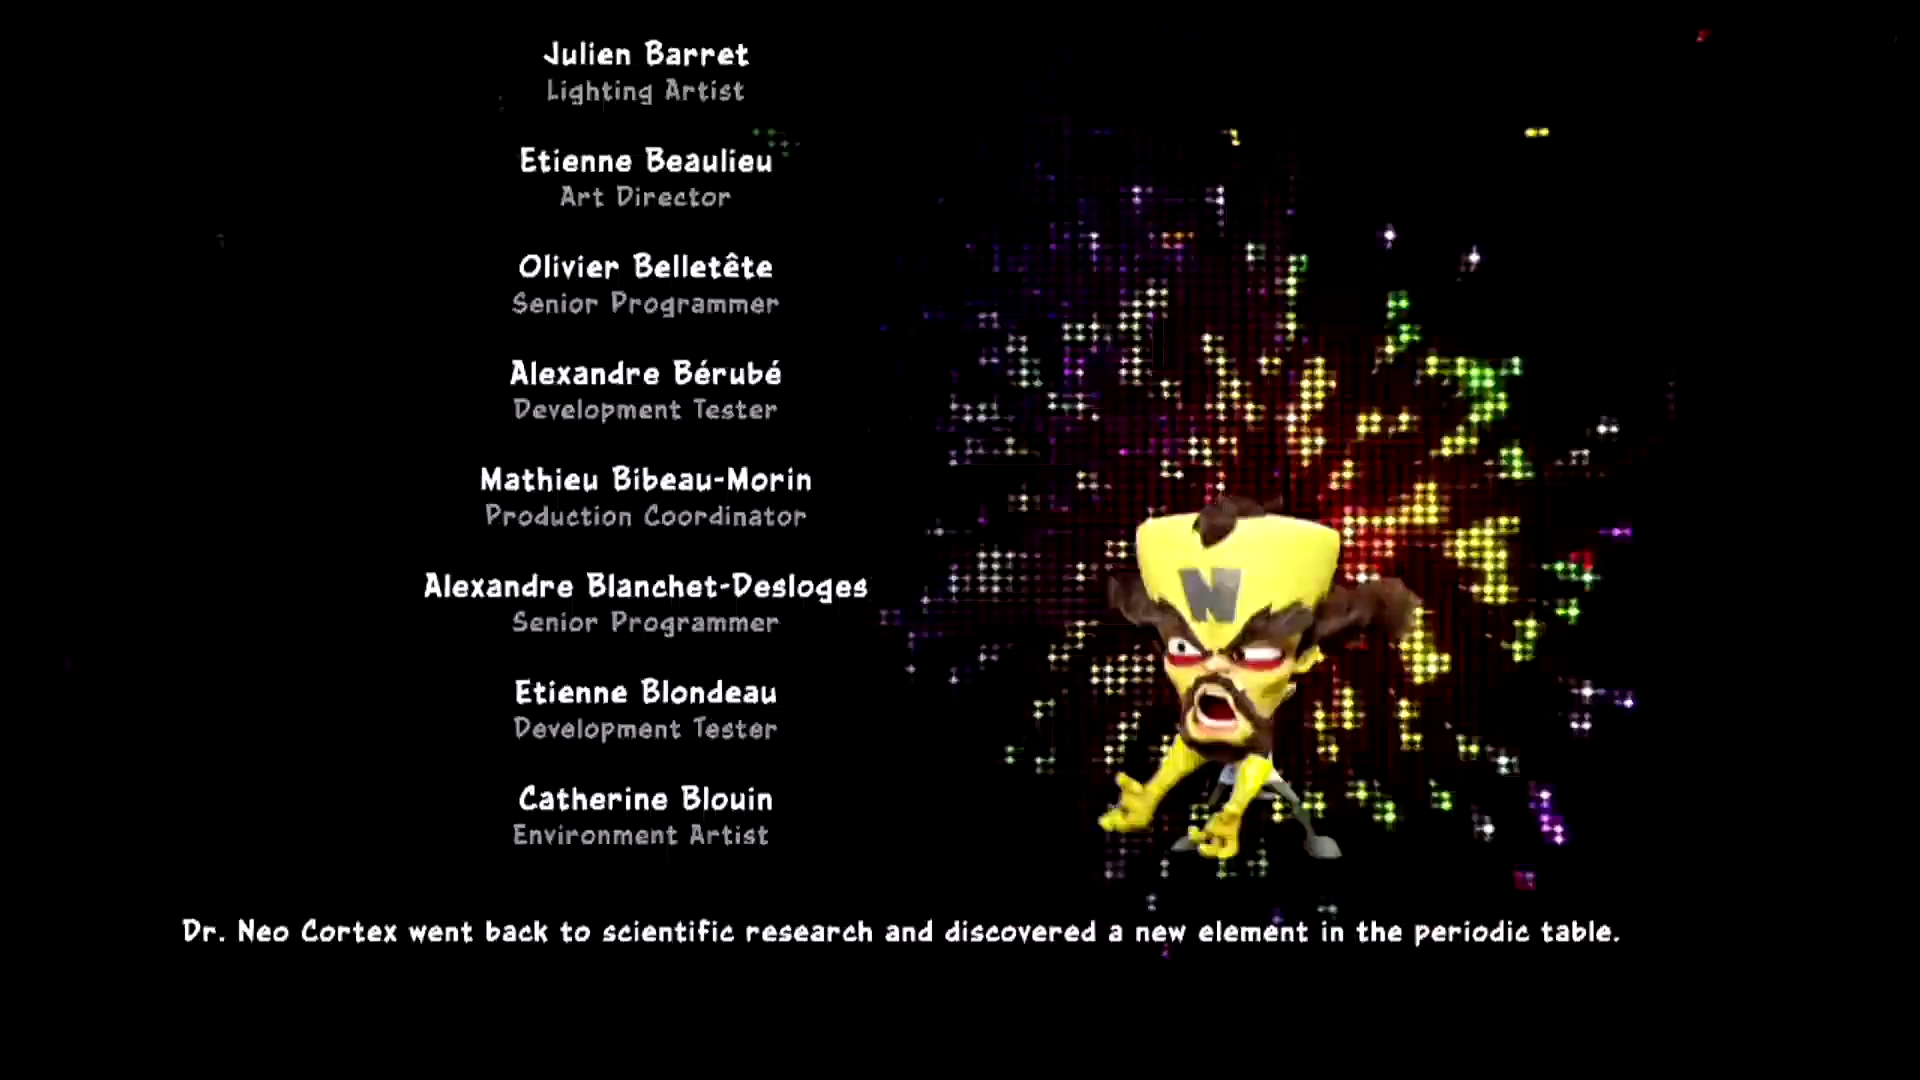 Julien Barret
Lighting Artist
Etienne Beaulieu
Art Director
Olivier Belletête
Senior Programmer
Alexandre Bérubé
Development Tester
Mathieu Bibeau-Morin
Production Coordinator
Alexandre Blanchet-Desloges
Senior Programmer
Etienne Blondeau
Development Tester
Catherine Blouin
Environment Artist
N
Dr. Neo Cortex went back to scientific research and discovered a new element in the periodic table.